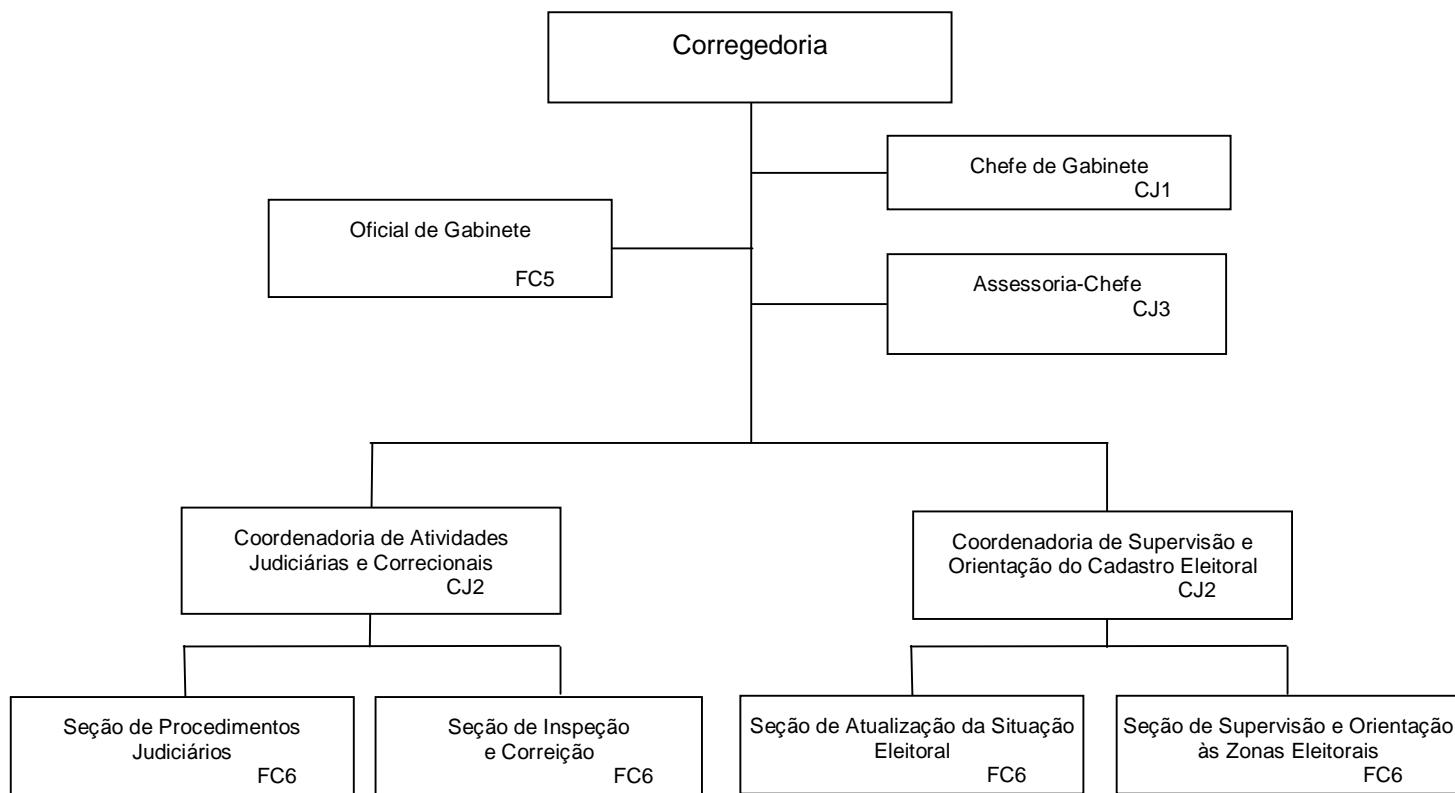 Corregedoria
Chefe de Gabinete
CJ1
Oficial de Gabinete
FC5
Assessoria-Chefe
CJ3
Coordenadoria de Atividades
Judiciárias e Correcionais
CJ2
Coordenadoria de Supervisão e
Orientação do Cadastro Eleitoral
CJ2
Seção de Procedimentos
Judiciários
FC6
Seção de Inspeção
e Correição
FC6
Seção de Atualização da Situação
Eleitoral
FC6
Seção de Supervisão e Orientação
às Zonas Eleitorais
FC6